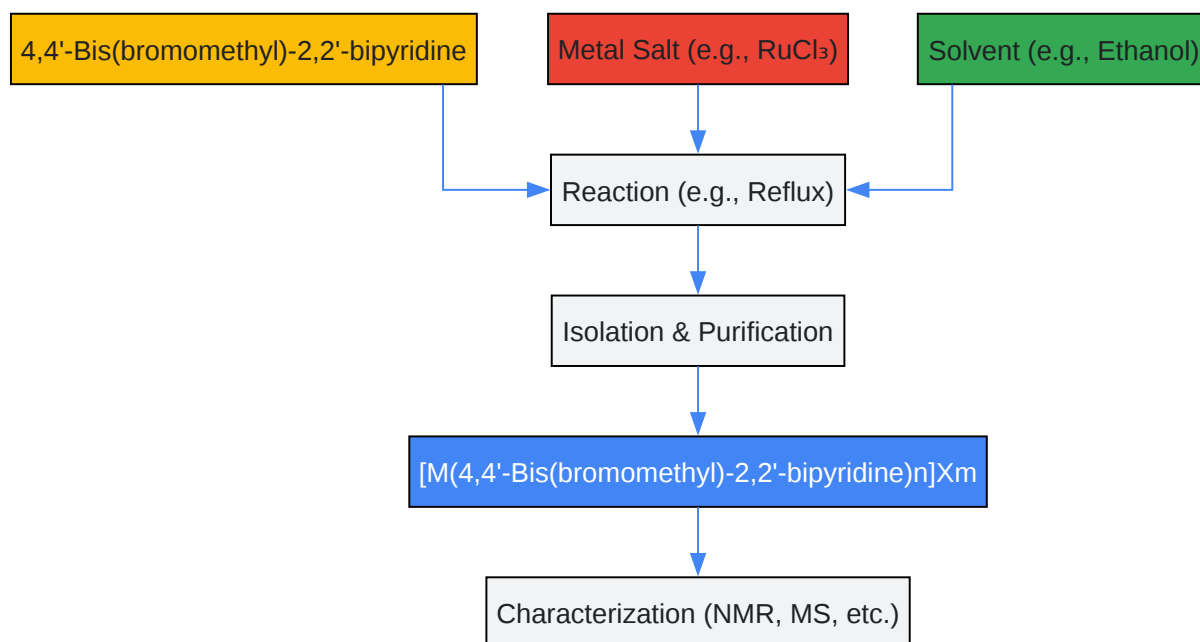 4,4'-Bis(bromomethyl)-2,2'-bipyridine
Metal Salt (e.g., RuCl₃)
Solvent (e.g., Ethanol)
Reaction (e.g., Reflux)
Isolation & Purification
[M(4,4'-Bis(bromomethyl)-2,2'-bipyridine)n]Xm
Characterization (NMR, MS, etc.)